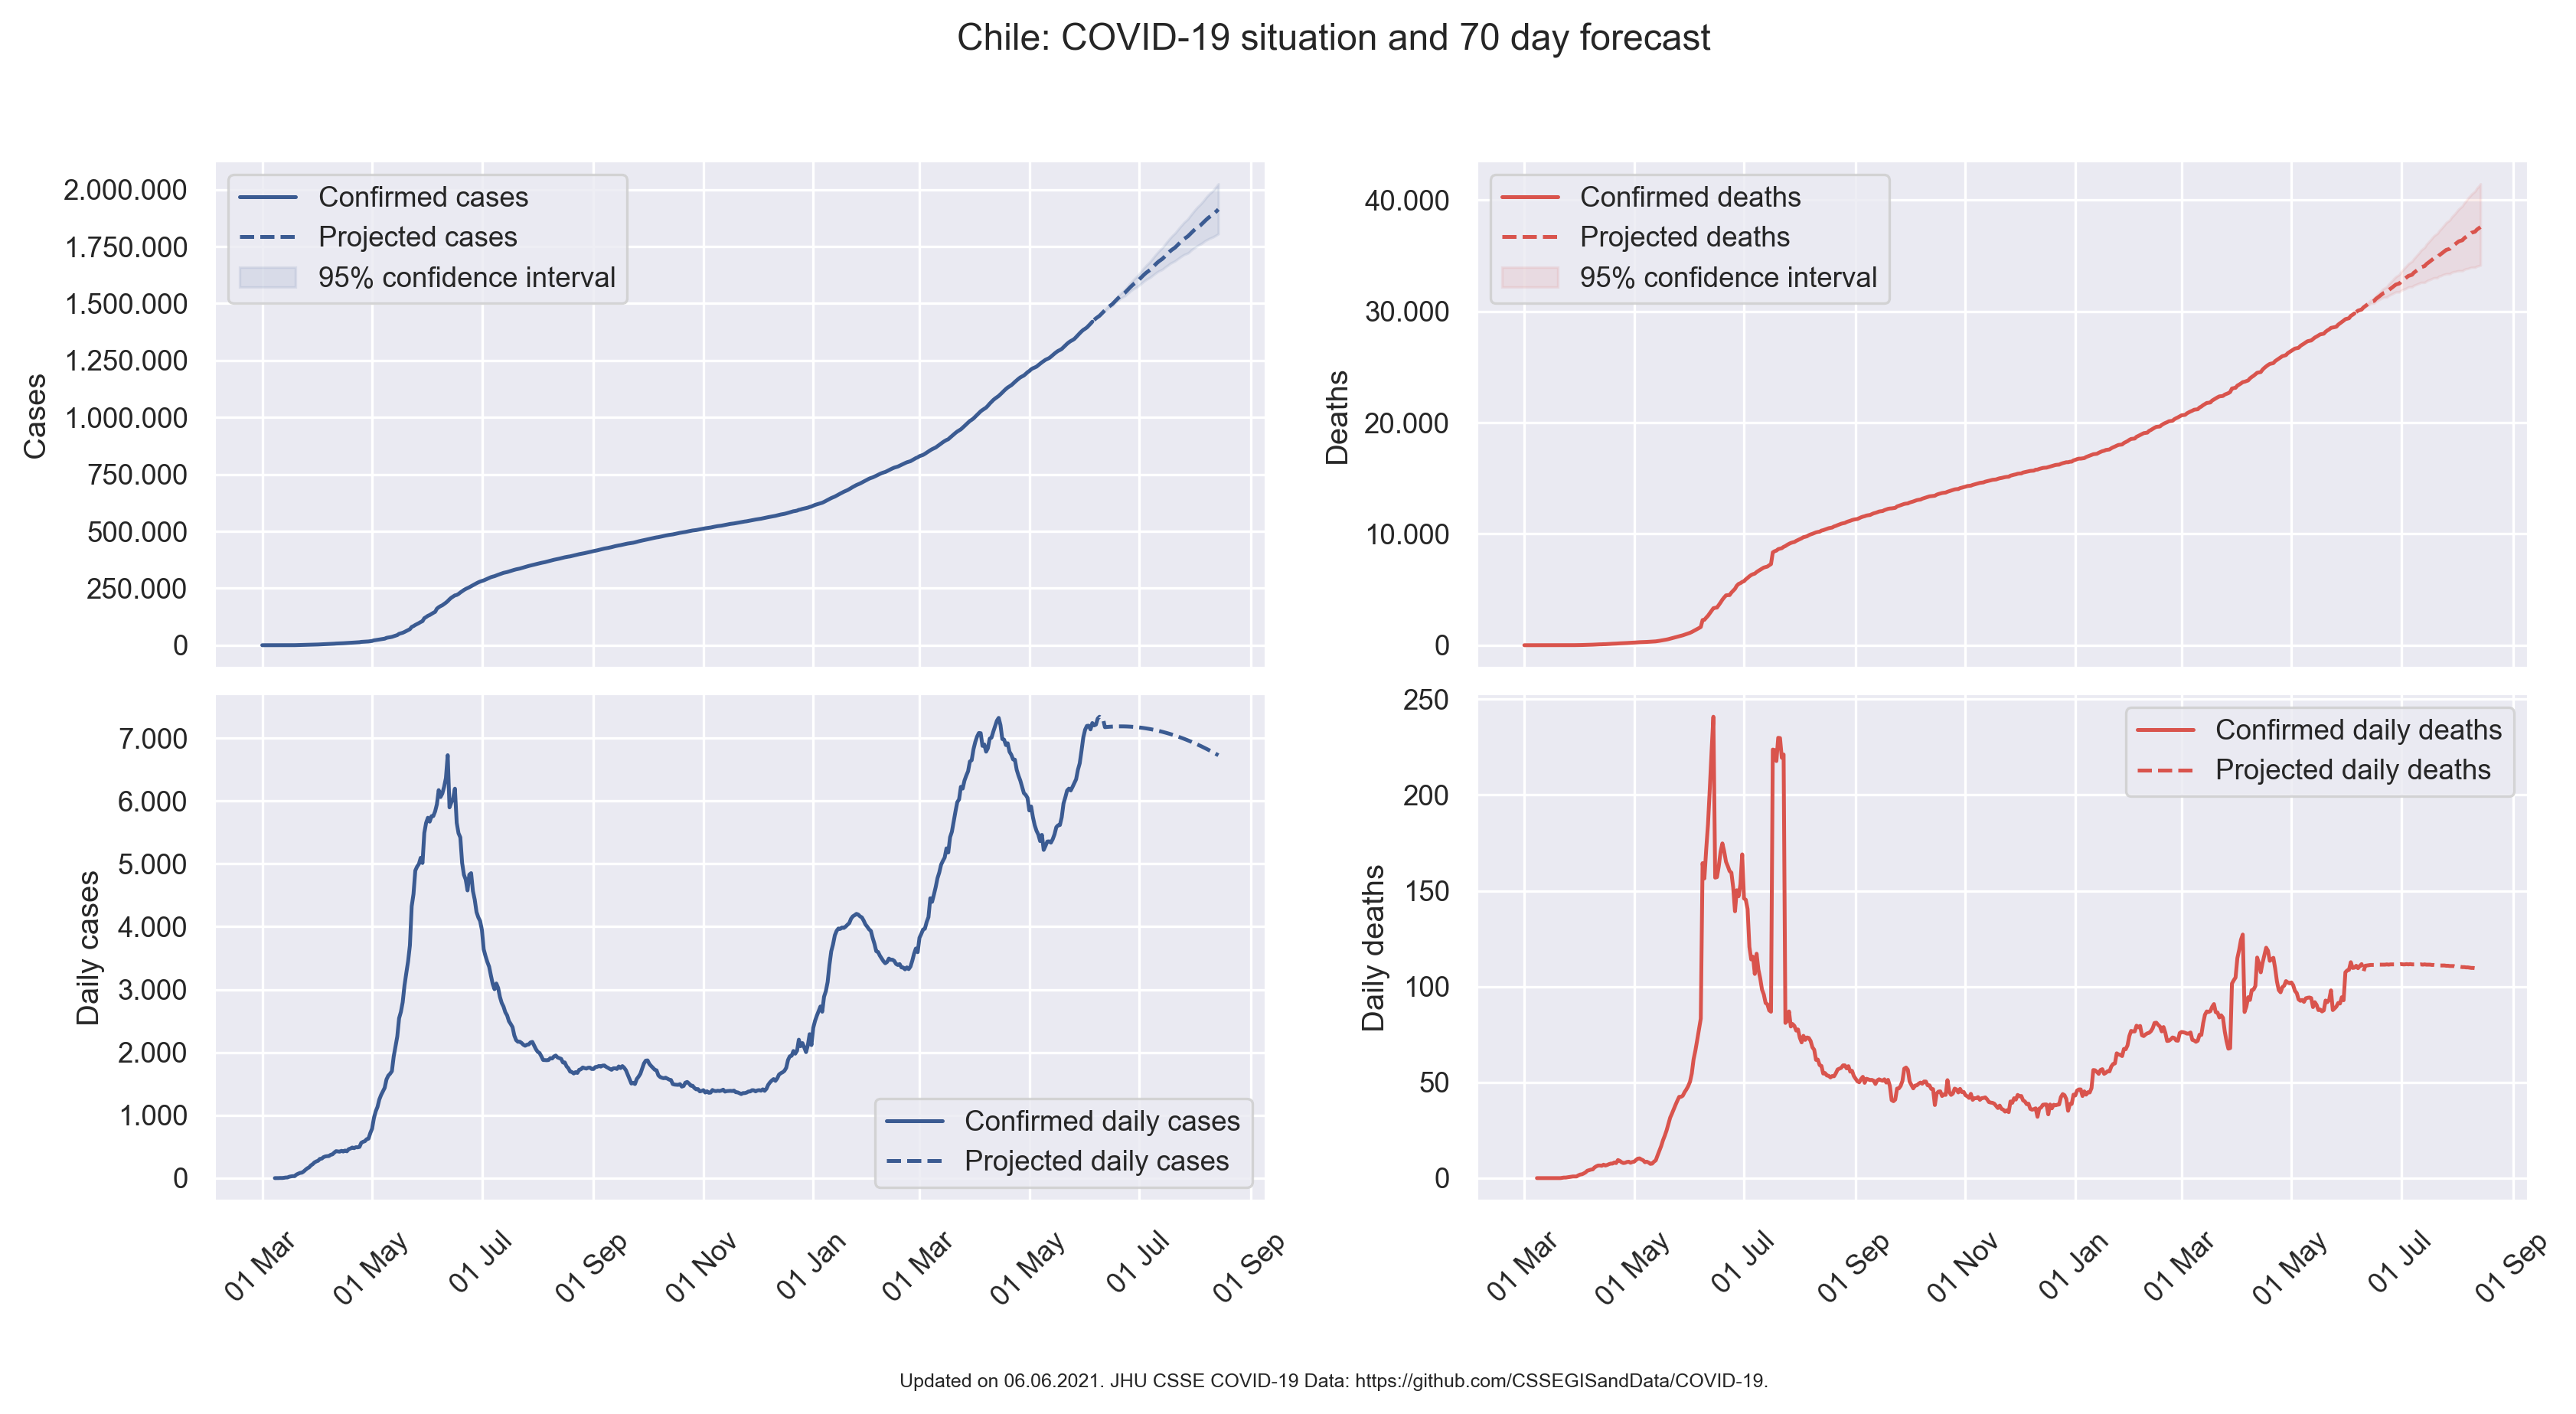 Chile: COVID-19 situation and 70 day forecast
Cases
2.000.000
1.750.000
1.500.000
1.250.000
1.000.000
750.000
500.000
250.000
0
Confirmed cases
Projected cases
95% confidence interval
Deaths
40.000
30.000
20.000
10.000
0
Confirmed deaths
Projected deaths
95% confidence interval
Daily cases
7.000
6.000
5.000
4.000
3.000
2.000
1.000
0
Confirmed daily cases
Projected daily cases
01 Mar
01 May
01 Jul
01 Sep
01 Nov
01 Jan
01 Mar
01 May
01 Jul
01 Sep
Daily deaths
250
200
150
100
50
0
Confirmed daily deaths
Projected daily deaths
01 Mar
01 May
01 Jul
01 Sep
01 Nov
01 Jan
01 Mar
01 May
01 Jul
01 Sep
Updated on 06.06.2021. JHU CSSE COVID-19 Data: https://github.com/CSSEGISandData/COVID-19.